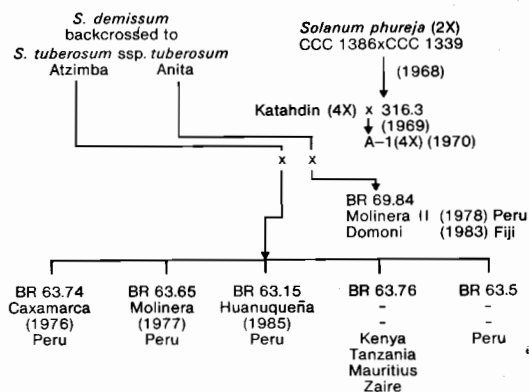 S. demissum
backcrossed to
S. tuberosum ssp. tuberosum
Atzimba Anita
Solanum phureja (2X)
CCC 1386xCCC 1339
(1968)
Katahdin (4X) x 316.3
(1969)
A-1(4X) (1970)
x x
BR 69.84
Molinera II (1978) Peru
Domoni (1983) Fiji
BR 63.74 BR 63.65 BR 63.15 BR 63.76 BR 63.5
Caxamarca Molinera Huanuqueña - -
(1976) (1977) (1985) - -
Peru Peru Peru Kenya Peru
Tanzania
Mauritius
Zaire